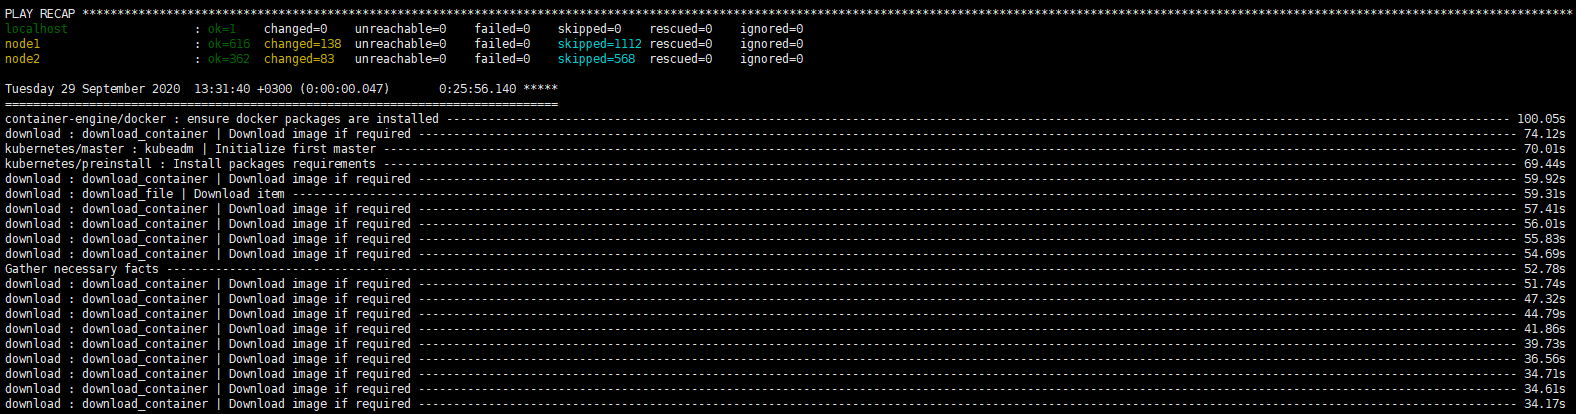 PLAY RECAP *********************************************************************************************************************************************************************************************************************
localhost                  : ok=1    changed=0    unreachable=0    failed=0    skipped=0    rescued=0    ignored=0
node1                      : ok=616  changed=138  unreachable=0    failed=0    skipped=1112 rescued=0    ignored=0
node2                      : ok=362  changed=83   unreachable=0    failed=0    skipped=568  rescued=0    ignored=0
Tuesday 29 September 2020  13:31:40 +0300 (0:00:00.047)       0:25:56.140 *****
===============================================================================
container-engine/docker : ensure docker packages are installed --- 100.05s
download : download_container | Download image if required --- 74.12s
kubernetes/master : kubeadm | Initialize first master --- 70.01s
kubernetes/preinstall : Install packages requirements --- 69.44s
download : download_container | Download image if required --- 59.92s
download : download_file | Download item --- 59.31s
download : download_container | Download image if required --- 57.41s
download : download_container | Download image if required --- 56.01s
download : download_container | Download image if required --- 55.83s
download : download_container | Download image if required --- 54.69s
Gather necessary facts --- 52.78s
download : download_container | Download image if required --- 51.74s
download : download_container | Download image if required --- 47.32s
download : download_container | Download image if required --- 44.79s
download : download_container | Download image if required --- 41.86s
download : download_container | Download image if required --- 39.73s
download : download_container | Download image if required --- 36.56s
download : download_container | Download image if required --- 34.71s
download : download_container | Download image if required --- 34.61s
download : download_container | Download image if required --- 34.17s